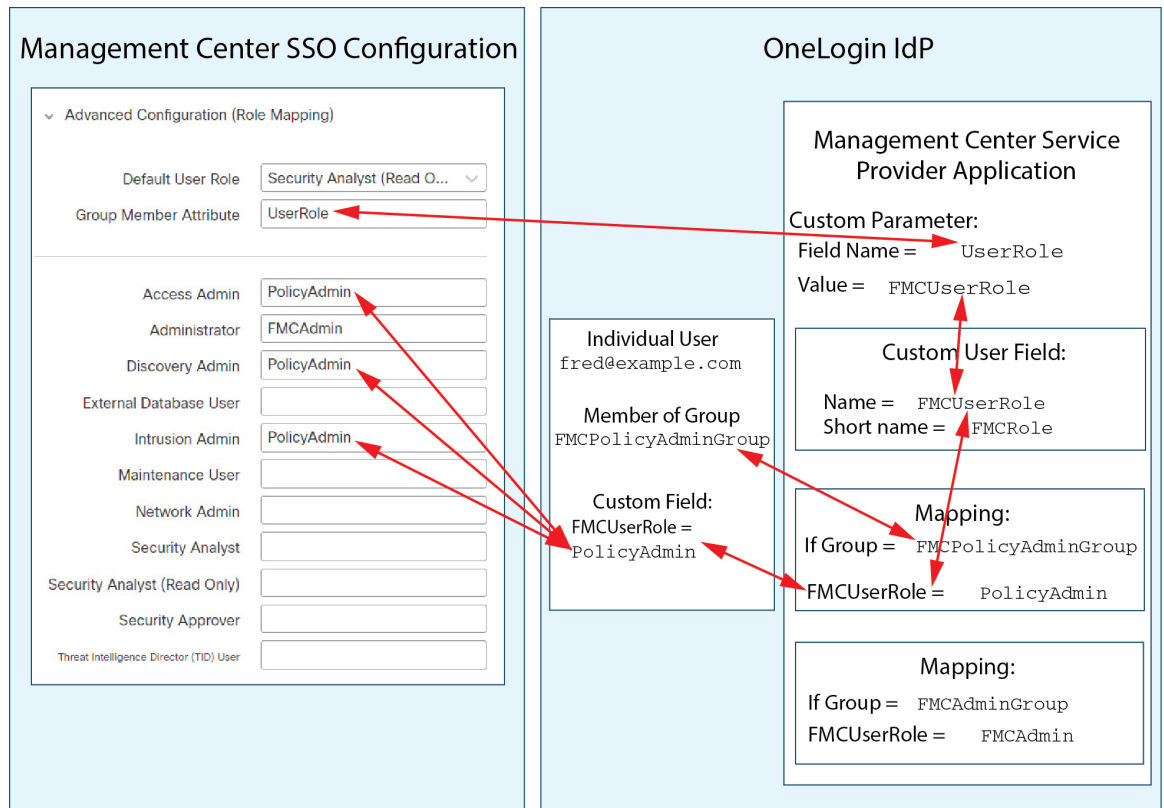 Management Center SSO Configuration
Advanced Configuration (Role Mapping)
Default User Role Security Analyst (Read O...
Group Member Attribute UserRole
Access Admin PolicyAdmin
Administrator FMCAdmin
Discovery Admin PolicyAdmin
External Database User
Intrusion Admin PolicyAdmin
Maintenance User
Network Admin
Security Analyst
Security Analyst (Read Only)
Security Approver
Threat Intelligence Director (TID) User
OneLogin IdP
Individual User
fred@example.com
Member of Group
FMCPolicyAdminGroup
Custom Field:
FMCUserRole =
PolicyAdmin
Management Center Service
Provider Application
Custom Parameter:
Field Name = UserRole
Value = FMCUserRole
Custom User Field:
Name = FMCUserRole
Short name = FMCRole
Mapping:
If Group = FMCPolicyAdminGroup
FMCUserRole = PolicyAdmin
Mapping:
If Group = FMCAdminGroup
FMCUserRole = FMCAdmin